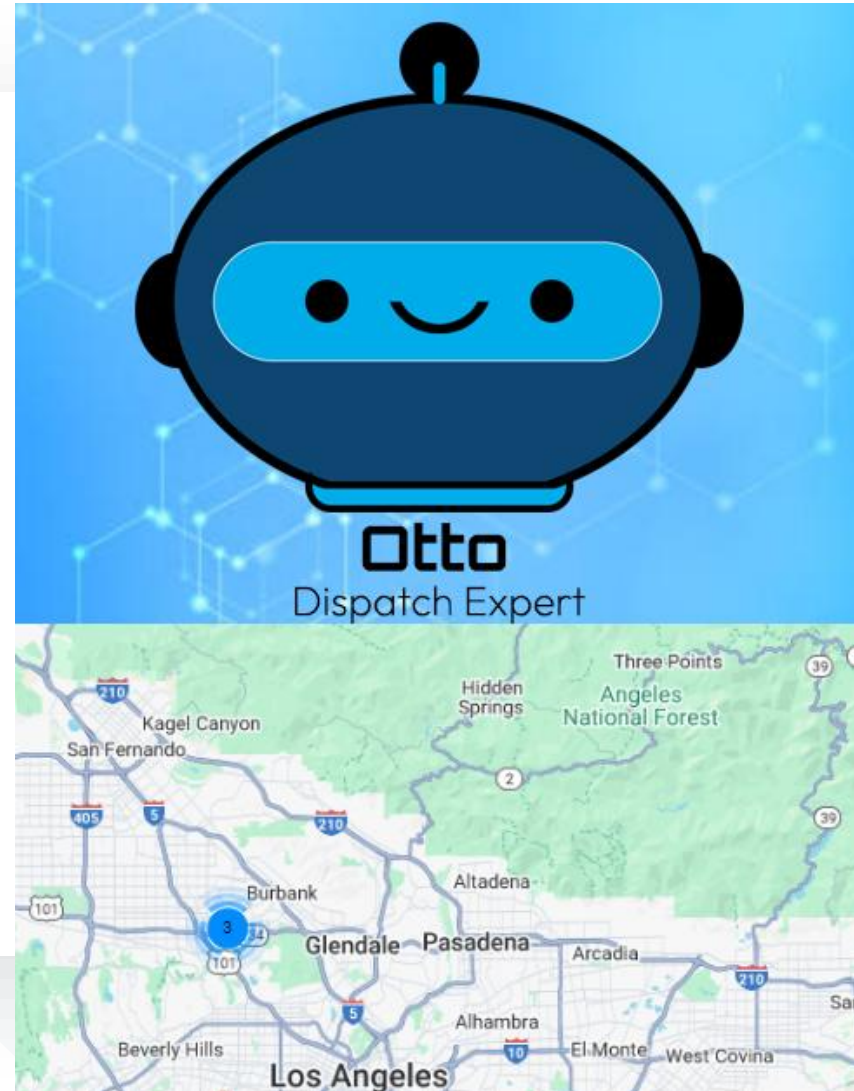 Otto
Dispatch Expert
Three Points
39
Hidden
Springs
Angeles
National Forest
210
Kagel Canyon
San Fernando
2
405
5
210
39
Burbank
Altadena
101
3
Glendale
Pasadena
Arcadia
101
210
5
Alhambra
Beverly Hills
10
El Monte
West Covina
Los Angeles